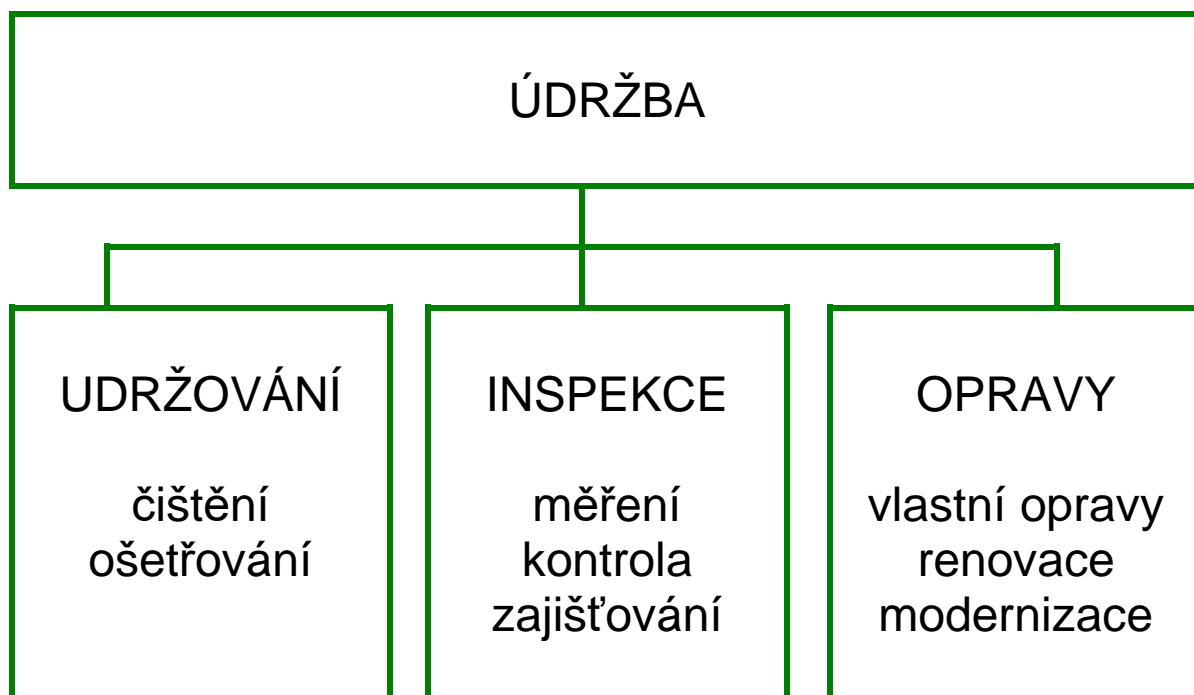 ÚDRŽBA
UDRŽOVÁNÍ
čištění
ošetřování
INSPEKCE
měření
kontrola
zajišťování
OPRAVY
vlastní opravy
renovace
modernizace